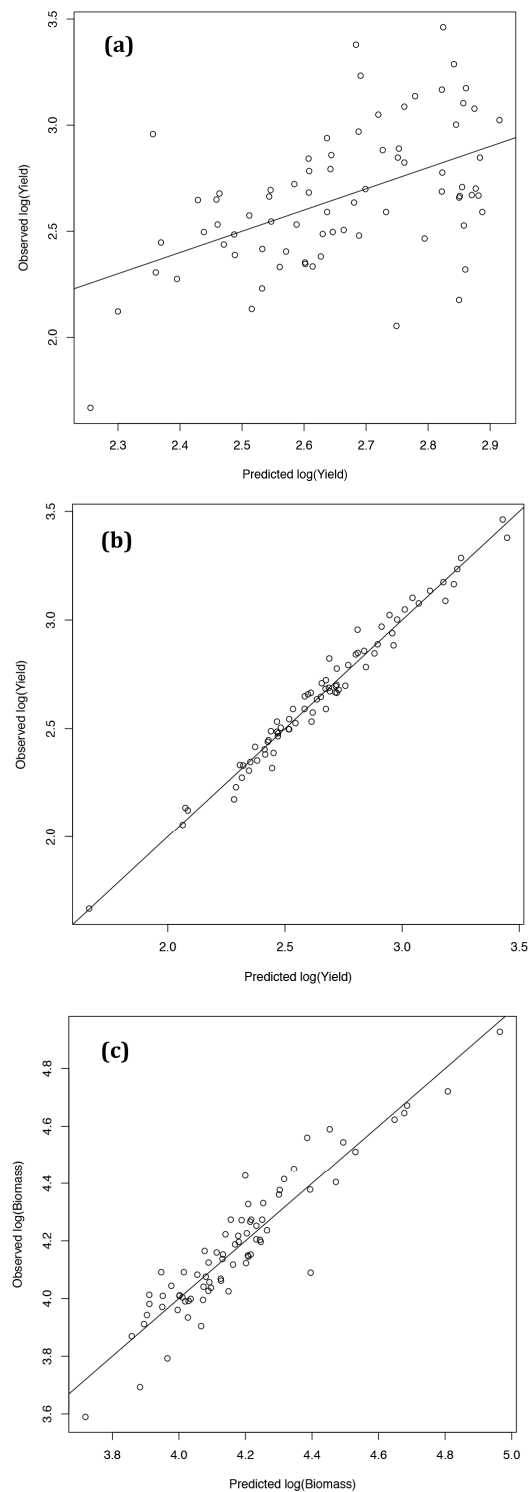 (a)
Observed log(Yield)
3.5
3.0
2.5
2.0
2.3 2.4 2.5 2.6 2.7 2.8 2.9
Predicted log(Yield)
(b)
Observed log(Yield)
3.5
3.0
2.5
2.0
2.0 2.5 3.0 3.5
Predicted log(Yield)
(c)
Observed log(Biomass)
4.8
4.6
4.4
4.2
4.0
3.8
3.6
3.8 4.0 4.2 4.4 4.6 4.8 5.0
Predicted log(Biomass)